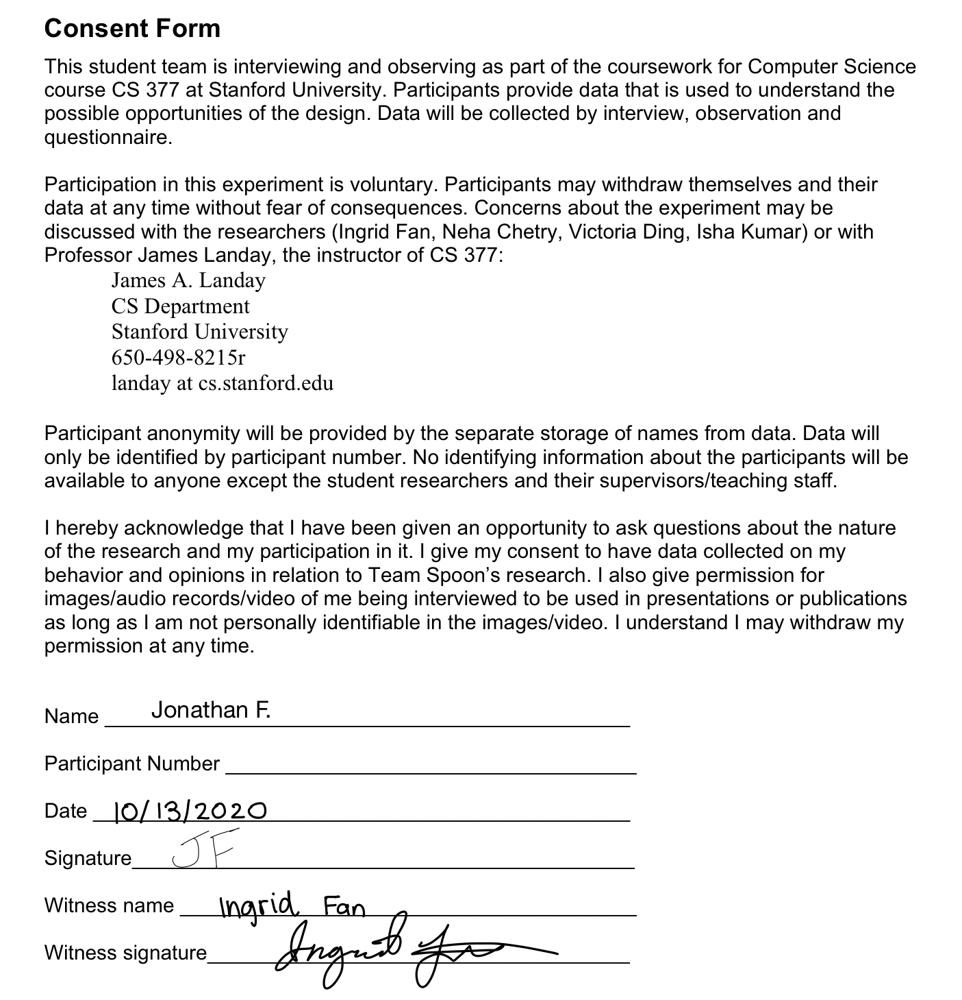 Consent Form
This student team is interviewing and observing as part of the coursework for Computer Science
course CS 377 at Stanford University. Participants provide data that is used to understand the
possible opportunities of the design. Data will be collected by interview, observation and
questionnaire.
Participation in this experiment is voluntary. Participants may withdraw themselves and their
data at any time without fear of consequences. Concerns about the experiment may be
discussed with the researchers (Ingrid Fan, Neha Chetry, Victoria Ding, Isha Kumar) or with
Professor James Landay, the instructor of CS 377:
James A. Landay
CS Department
Stanford University
650-498-8215r
landay at cs.stanford.edu
Participant anonymity will be provided by the separate storage of names from data. Data will
only be identified by participant number. No identifying information about the participants will be
available to anyone except the student researchers and their supervisors/teaching staff.
I hereby acknowledge that I have been given an opportunity to ask questions about the nature
of the research and my participation in it. I give my consent to have data collected on my
behavior and opinions in relation to Team Spoon’s research. I also give permission for
images/audio records/video of me being interviewed to be used in presentations or publications
as long as I am not personally identifiable in the images/video. I understand I may withdraw my
permission at any time.
Name Jonathan F.
Participant Number
Date 10/13/2020
Signature JF
Witness name Ingrid Fan
Witness signature Ingrid Fan